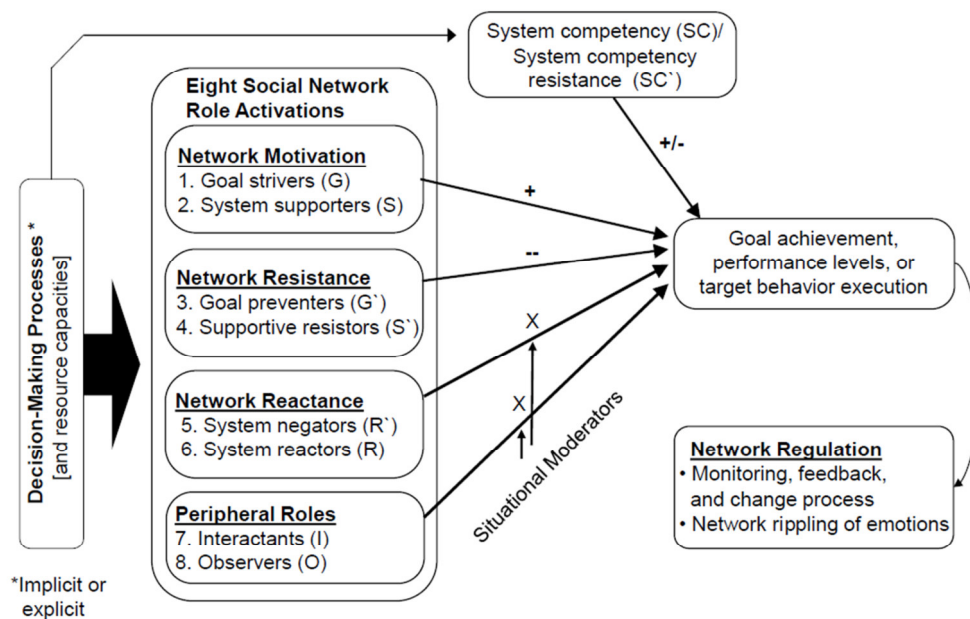 System competency (SC)/
System competency
resistance (SC`)
Eight Social Network
Role Activations
Network Motivation
1. Goal strivers (G)
2. System supporters (S)
Network Resistance
3. Goal preventers (G`)
4. Supportive resistors (S`)
Network Reactance
5. System negators (R`)
6. System reactors (R)
Peripheral Roles
7. Interactants (I)
8. Observers (O)
Decision-Making Processes *
[and resource capacities]
*Implicit or
explicit
+
--
+/-
X
X
Situational Moderators
Goal achievement,
performance levels, or
target behavior execution
Network Regulation
• Monitoring, feedback,
and change process
• Network rippling of emotions